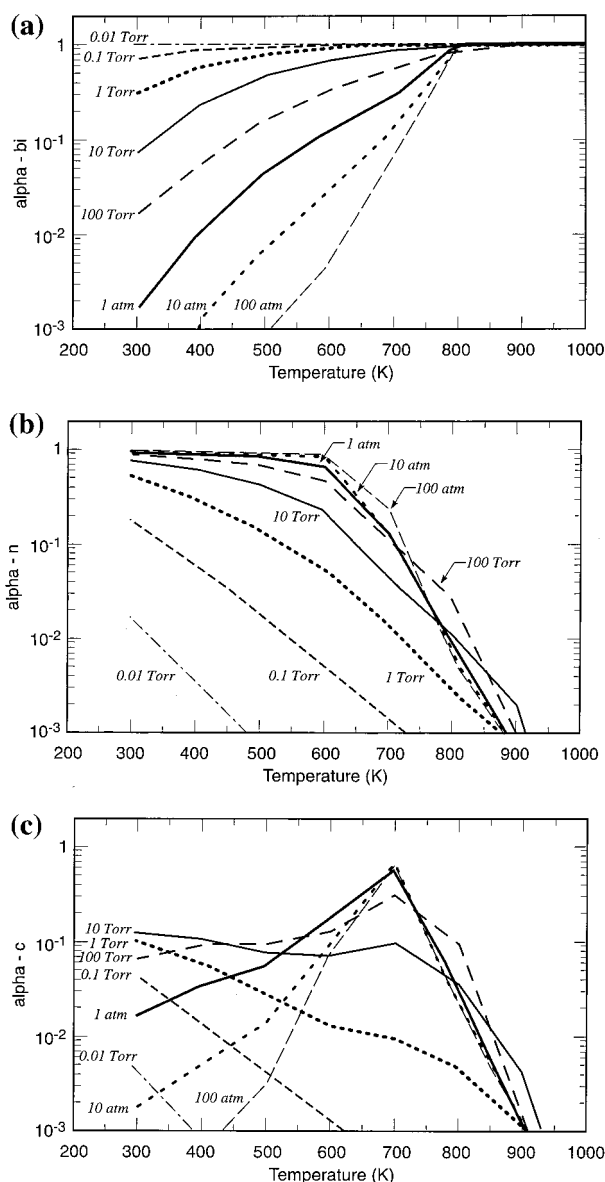 (a)
0.01 Torr
1
0.1 Torr
1 Torr
10⁻¹
10 Torr
alpha - bi
100 Torr
10⁻²
1 atm
10 atm
100 atm
10⁻³
200 300 400 500 600 700 800 900 1000
Temperature (K)
(b)
1
1 atm
10 atm
100 atm
10 Torr
10⁻¹
100 Torr
alpha - n
10⁻²
0.01 Torr
0.1 Torr
1 Torr
10⁻³
200 300 400 500 600 700 800 900 1000
Temperature (K)
(c)
1
10 Torr
10⁻¹
1 Torr
100 Torr
0.1 Torr
alpha - c
1 atm
10⁻²
0.01 Torr
10 atm
100 atm
10⁻³
200 300 400 500 600 700 800 900 1000
Temperature (K)